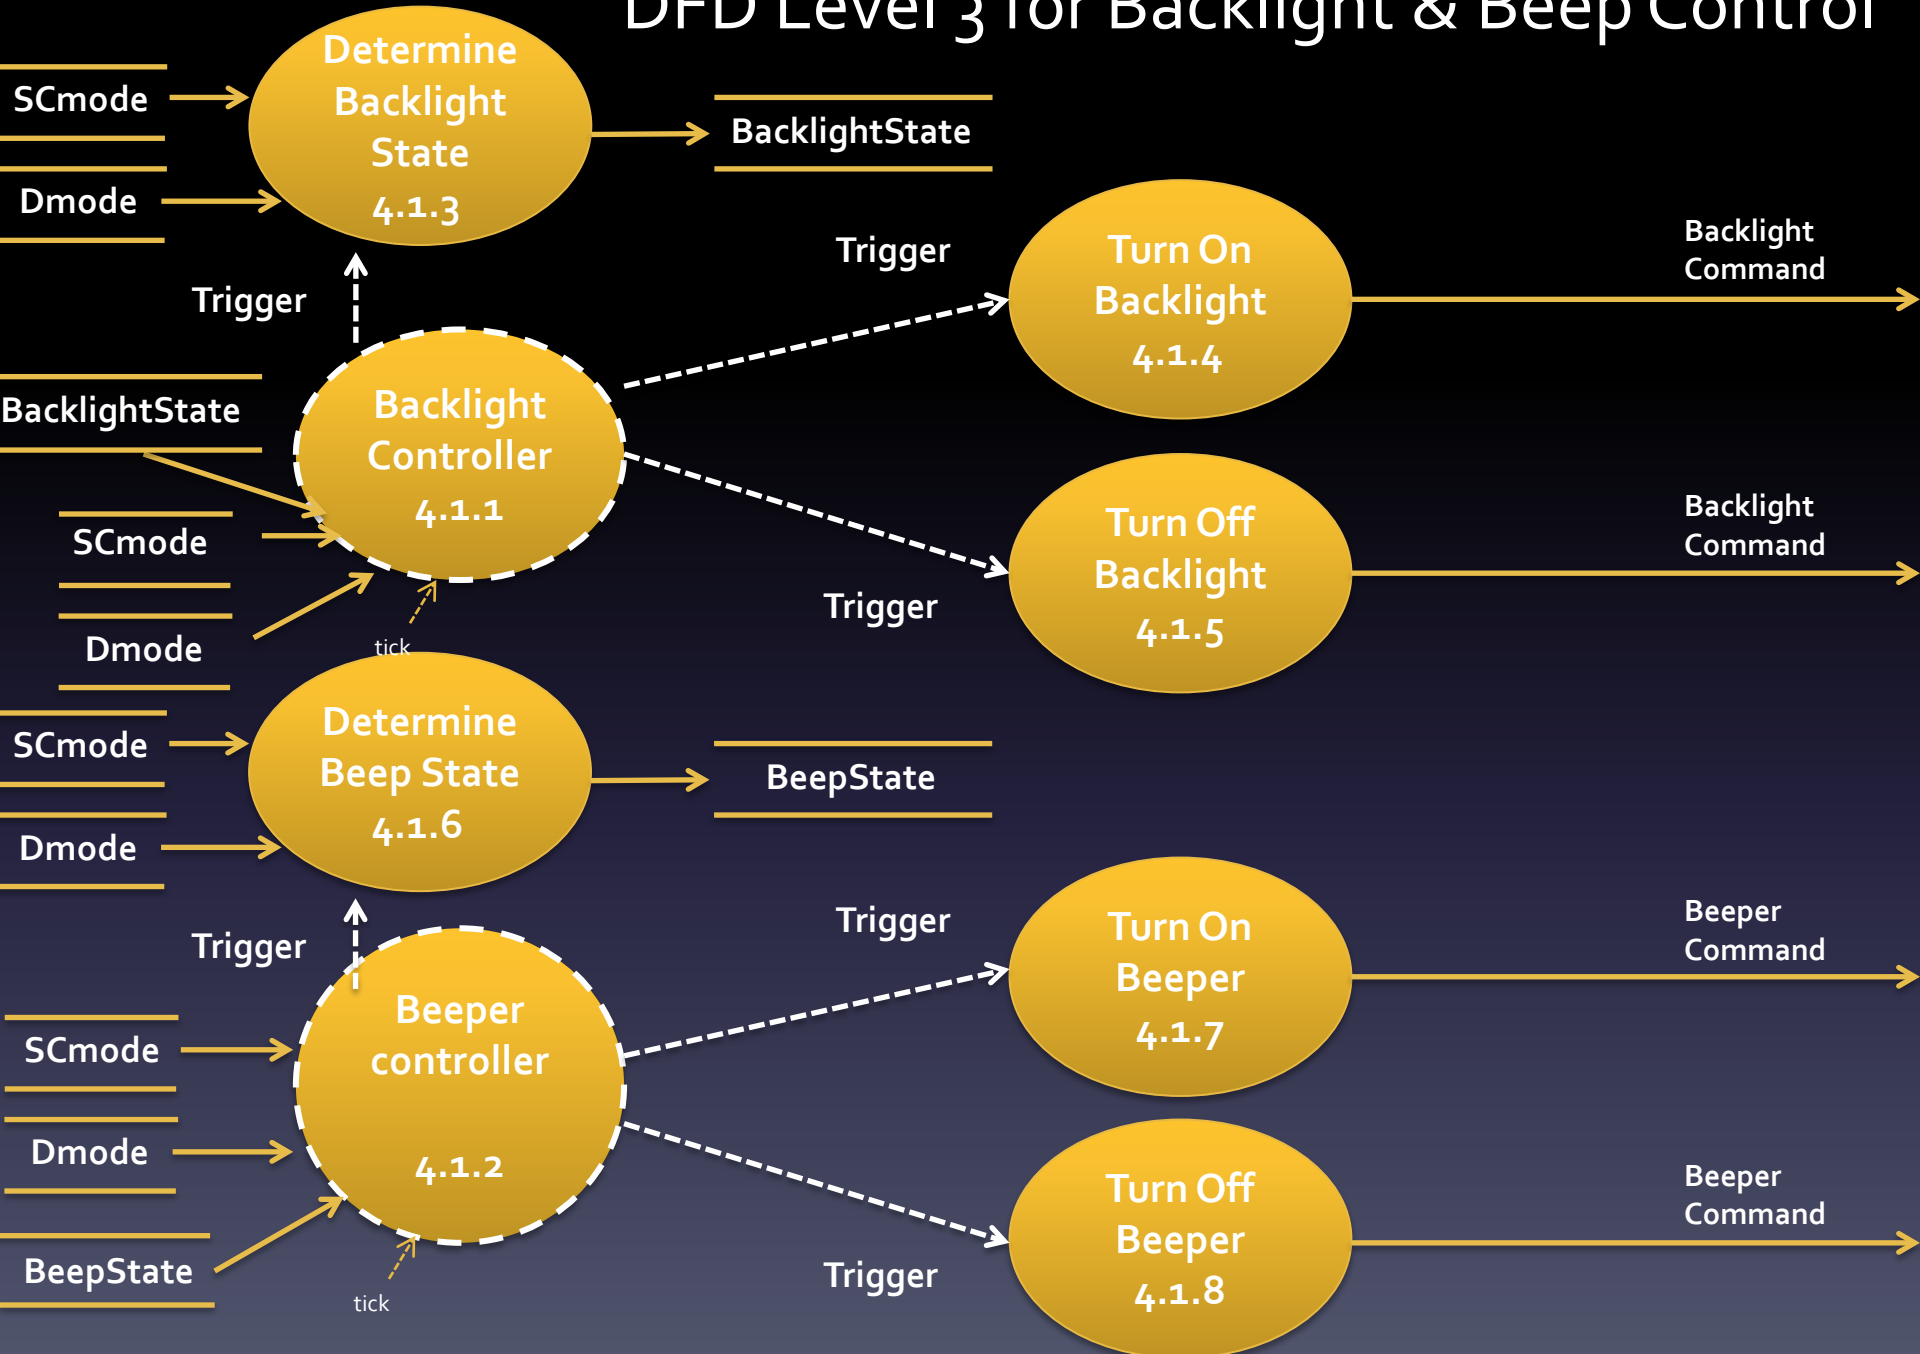 DFD Level 3 for Backlight & Beep Control
SCmode
Dmode
Determine
Backlight
State
4.1.3
BacklightState
Trigger
Trigger
Turn On
Backlight
4.1.4
Backlight
Command
BacklightState
SCmode
Dmode
Backlight
Controller
4.1.1
tick
Trigger
Turn Off
Backlight
4.1.5
Backlight
Command
SCmode
Dmode
Determine
Beep State
4.1.6
BeepState
Trigger
Trigger
Turn On
Beeper
4.1.7
Beeper
Command
SCmode
Dmode
BeepState
Beeper
controller
4.1.2
tick
Trigger
Turn Off
Beeper
4.1.8
Beeper
Command